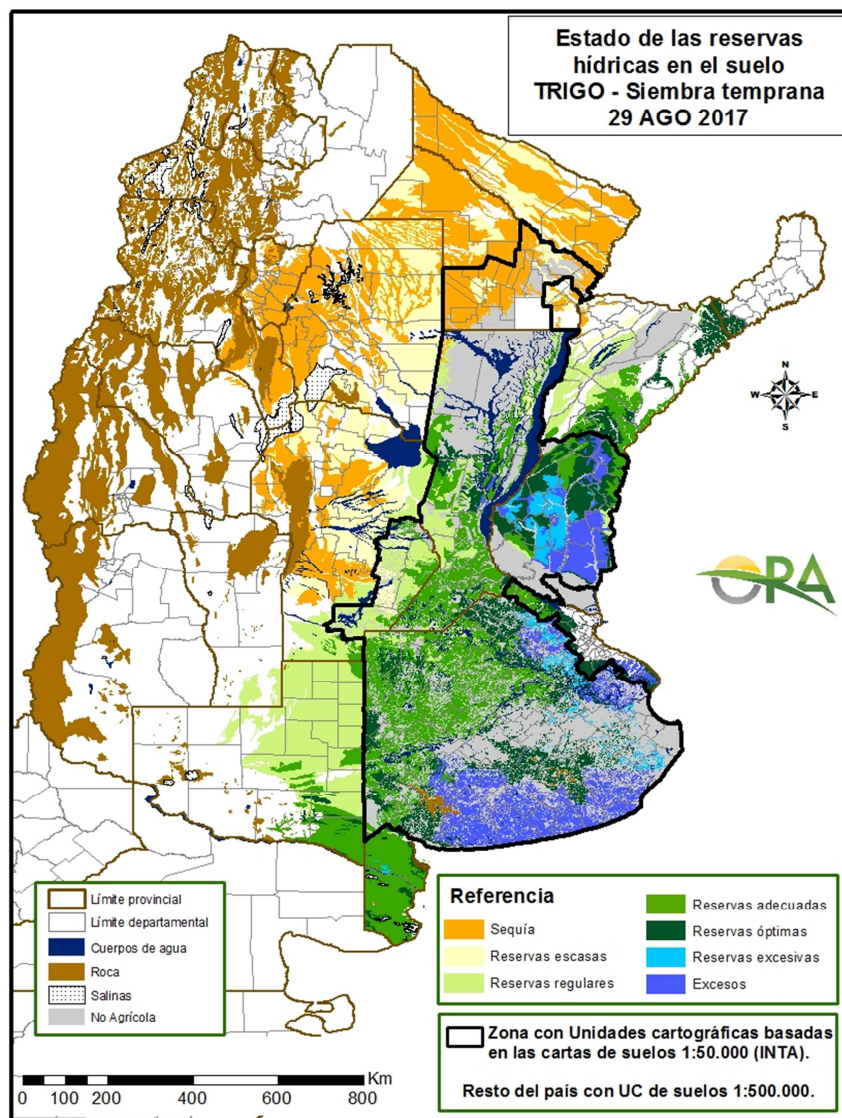 Estado de las reservas
hídricas en el suelo
TRIGO - Siembra temprana
29 AGO 2017
N
W E
S
ORA
Límite provincial
Límite departamental
Cuerpos de agua
Roca
Salinas
No Agrícola
Referencia
Sequía
Reservas escasas
Reservas regulares
Reservas adecuadas
Reservas óptimas
Reservas excesivas
Excesos
Zona con Unidades cartográficas basadas
en las cartas de suelos 1:50.000 (INTA).
Resto del país con UC de suelos 1:500.000.
Km
0 100 200 400 600 800